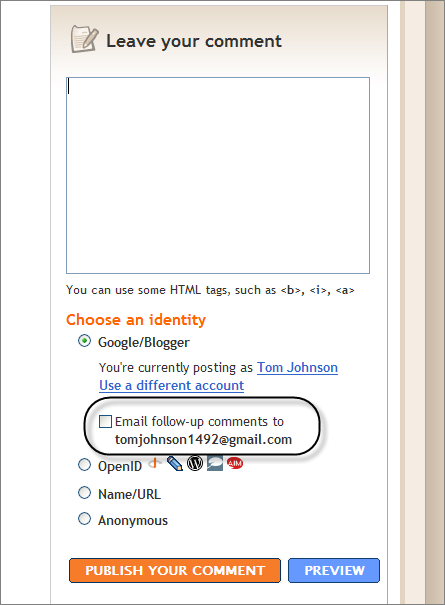 Leave your comment
You can use some HTML tags, such as <b>, <i>, <a>
Choose an identity
Google/Blogger
You're currently posting as Tom Johnson
Use a different account
Email follow-up comments to
tomjohnson1492@gmail.com
OpenID AIM
Name/URL
Anonymous
PUBLISH YOUR COMMENT PREVIEW